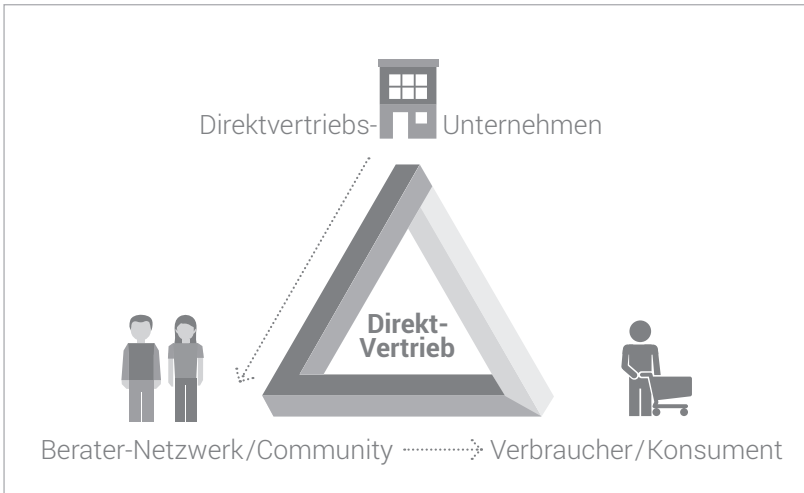 Direktvertriebs- Unternehmen
Direkt-
Vertrieb
Berater-Netzwerk/Community Verbraucher/Konsument